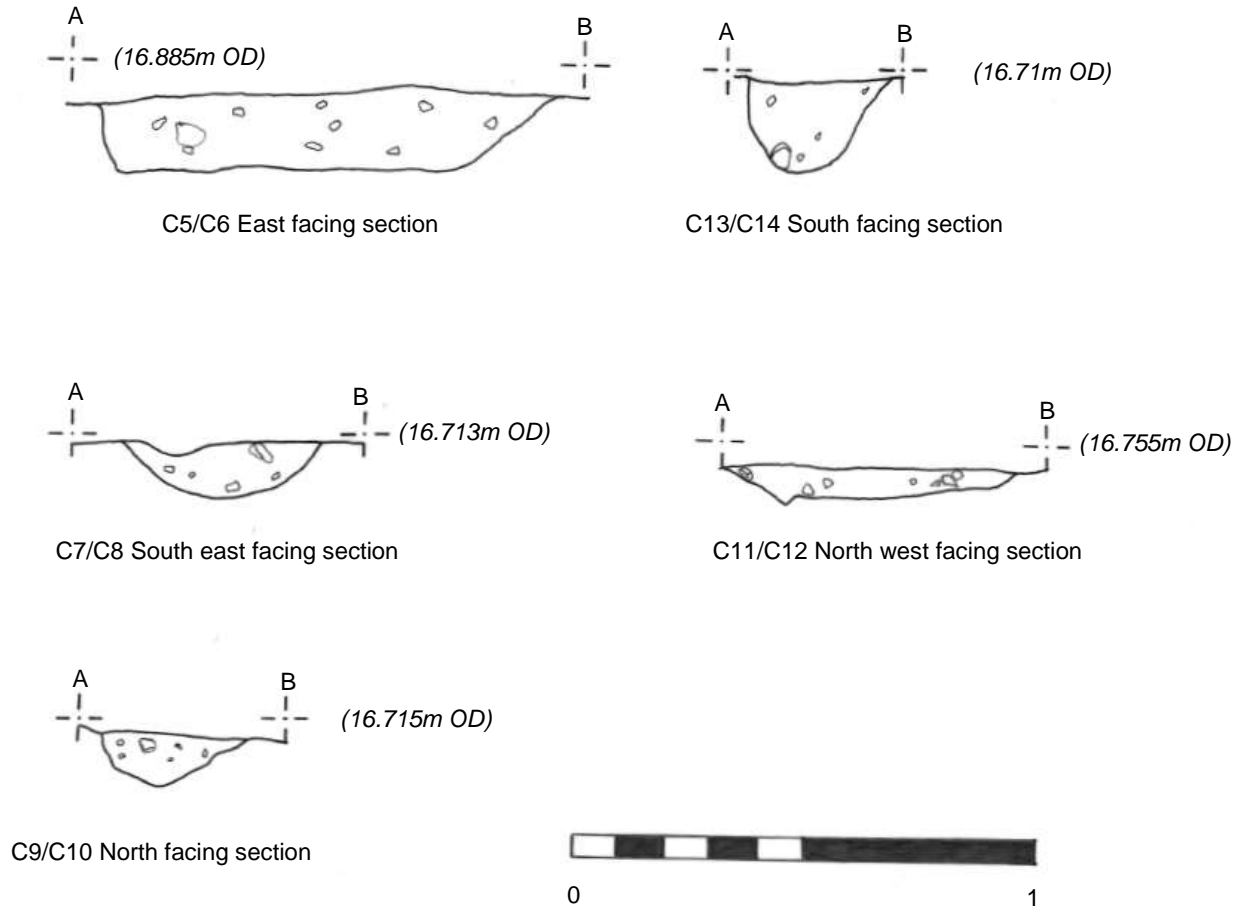 A B
(16.885m OD)
C5/C6 East facing section
A B
(16.71m OD)
C13/C14 South facing section
A B
(16.713m OD)
C7/C8 South east facing section
A B
(16.755m OD)
C11/C12 North west facing section
A B
(16.715m OD)
C9/C10 North facing section
0 1